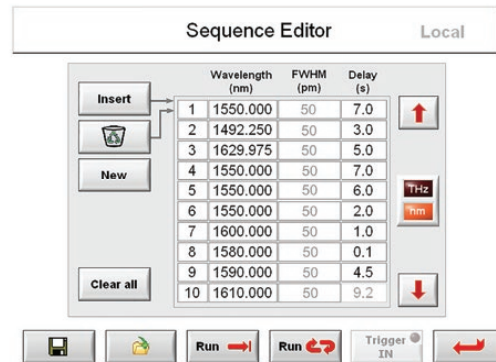 Sequence Editor Local
Wavelength (nm) FWHM (pm) Delay (s)
Insert
1 1550.000 50 7.0
2 1492.250 50 3.0
3 1629.975 50 5.0
New
4 1550.000 50 7.0
5 1550.000 50 6.0
THz
6 1550.000 50 2.0
nm
7 1600.000 50 1.0
8 1580.000 50 0.1
9 1590.000 50 4.5
Clear all
10 1610.000 50 9.2
Run Run Trigger IN